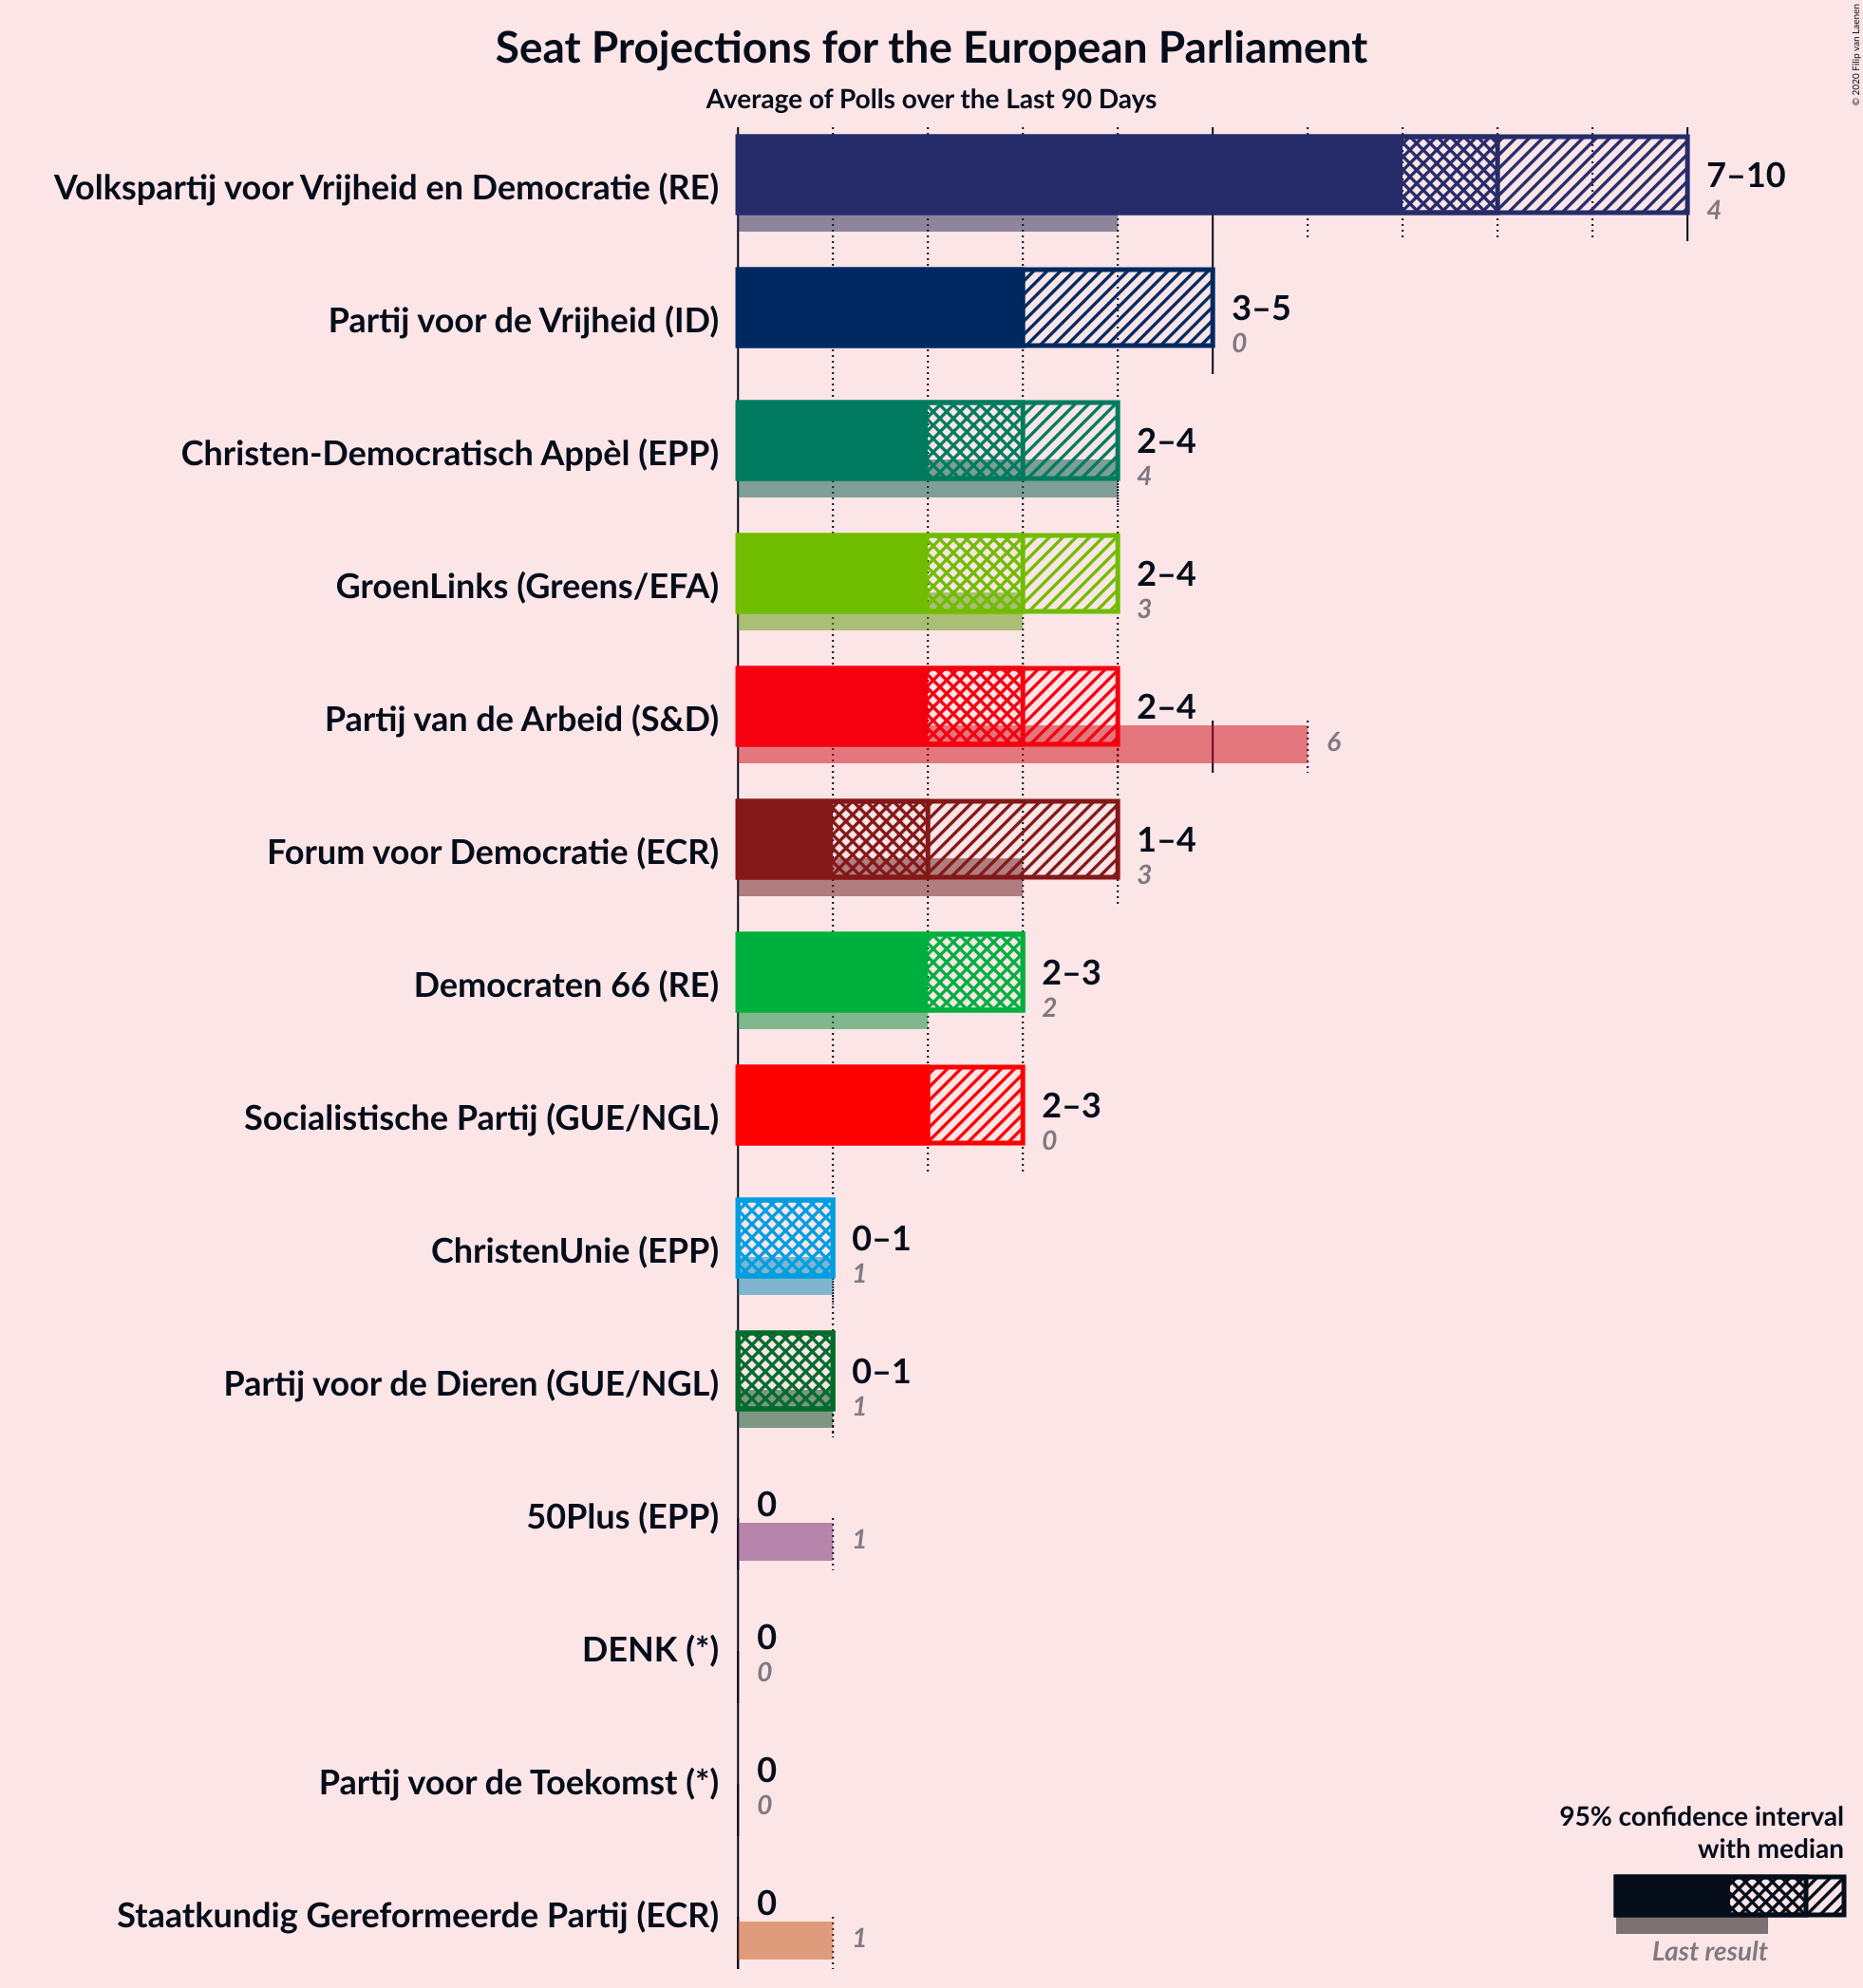 Seat Projections for the European Parliament
Average of Polls over the Last 90 Days
© 2020 Filip van Laenen
Volkspartij voor Vrijheid en Democratie (RE)
7–10
4
Partij voor de Vrijheid (ID)
3–5
0
Christen-Democratisch Appèl (EPP)
2–4
4
GroenLinks (Greens/EFA)
2–4
3
Partij van de Arbeid (S&D)
2–4
6
Forum voor Democratie (ECR)
1–4
3
Democraten 66 (RE)
2–3
2
Socialistische Partij (GUE/NGL)
2–3
0
ChristenUnie (EPP)
0–1
1
Partij voor de Dieren (GUE/NGL)
0–1
1
50Plus (EPP)
0
1
DENK (*)
0
0
Partij voor de Toekomst (*)
0
0
Staatkundig Gereformeerde Partij (ECR)
0
1
95% confidence interval
with median
Last result